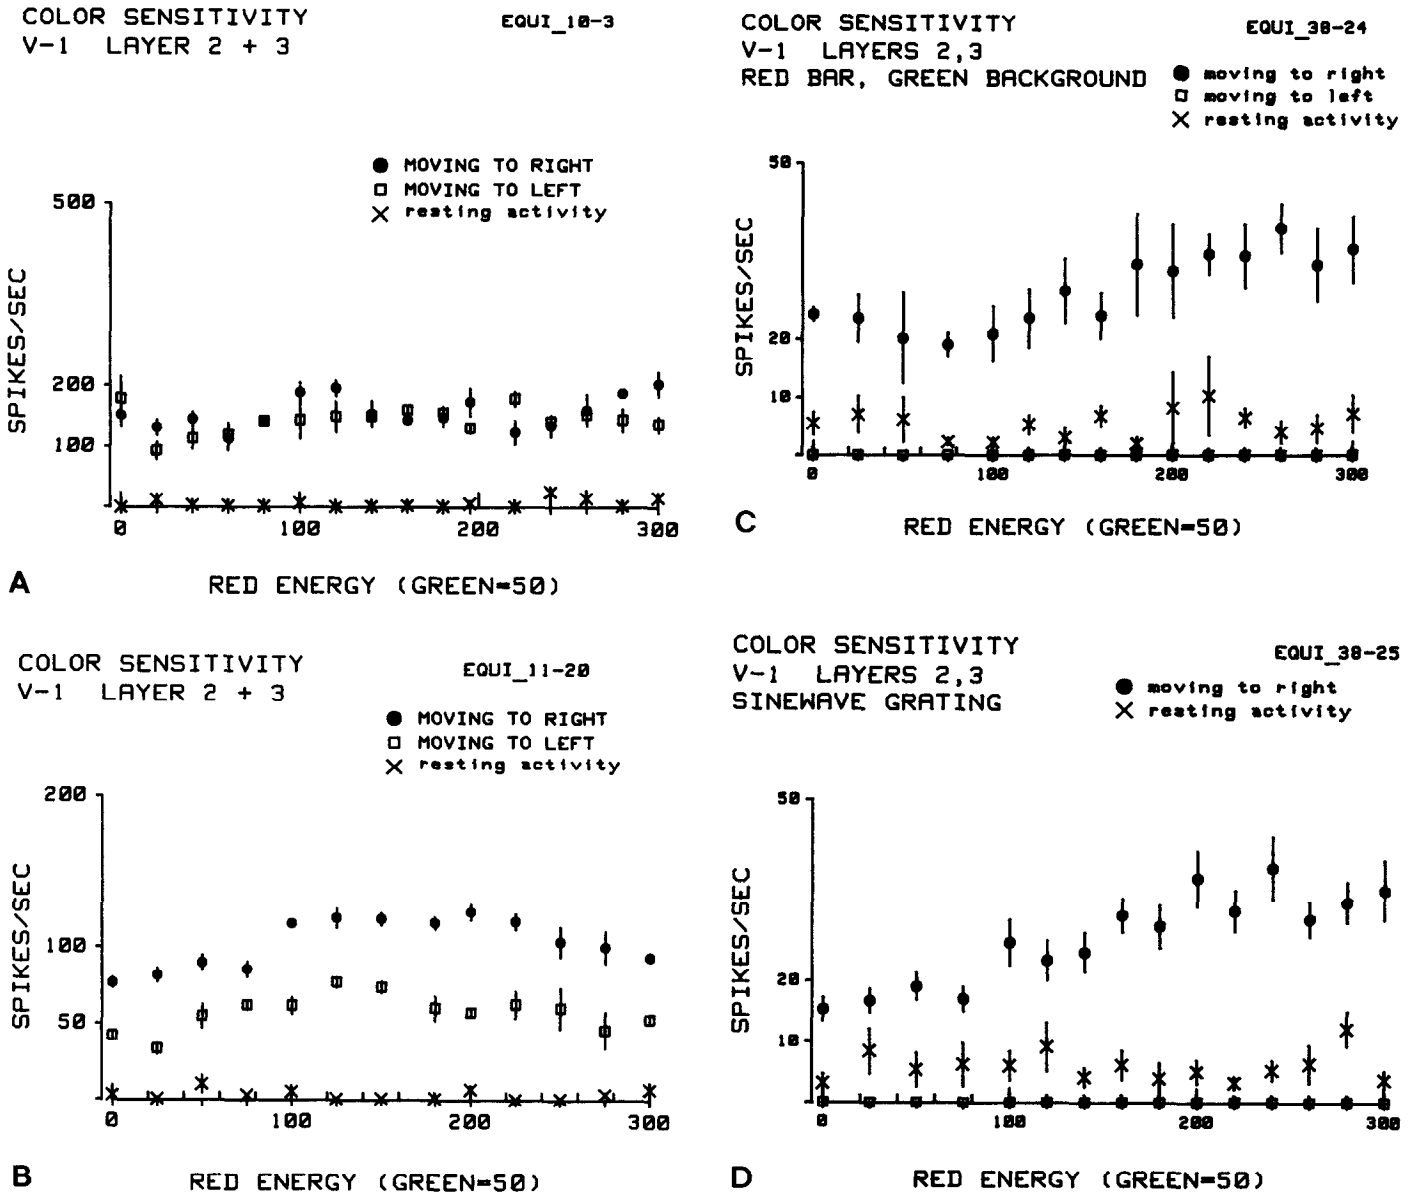 COLOR SENSITIVITY
V-1 LAYER 2 + 3
EQUI_10-3
MOVING TO RIGHT
MOVING TO LEFT
resting activity
SPIKES/SEC
500
200
100
0 100 200 300
A
RED ENERGY (GREEN=50)
COLOR SENSITIVITY
V-1 LAYERS 2,3
RED BAR, GREEN BACKGROUND
EQUI_38-24
moving to right
moving to left
resting activity
SPIKES/SEC
50
20
10
0 100 200 300
C
RED ENERGY (GREEN=50)
COLOR SENSITIVITY
V-1 LAYER 2 + 3
EQUI_11-20
MOVING TO RIGHT
MOVING TO LEFT
resting activity
SPIKES/SEC
200
100
50
0 100 200 300
B
RED ENERGY (GREEN=50)
COLOR SENSITIVITY
V-1 LAYERS 2,3
SINEWAVE GRATING
EQUI_38-25
moving to right
resting activity
SPIKES/SEC
50
20
10
0 100 200 300
D
RED ENERGY (GREEN=50)